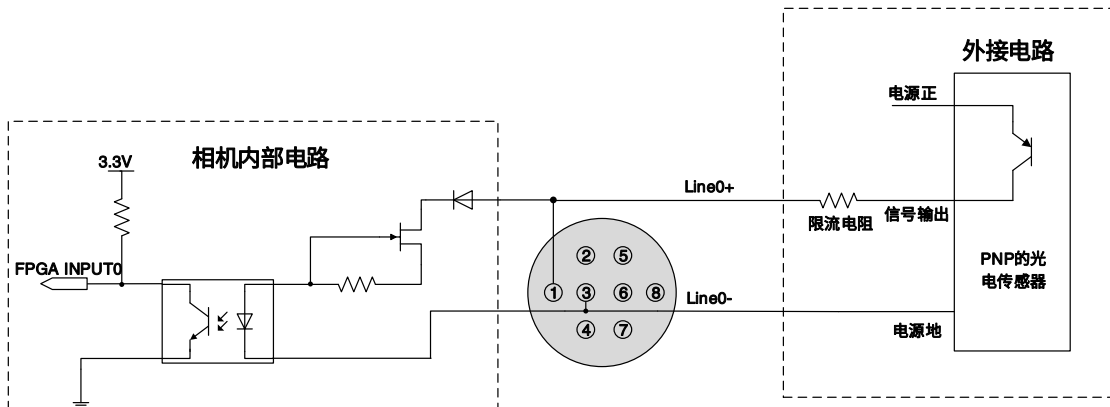 外接电路
电源正
相机内部电路
3.3V
Line0+
限流电阻
信号输出
FPGA INPUT0
② ⑤
① ③ ⑥ ⑧
④ ⑦
Line0-
PNP的光
电传感器
电源地